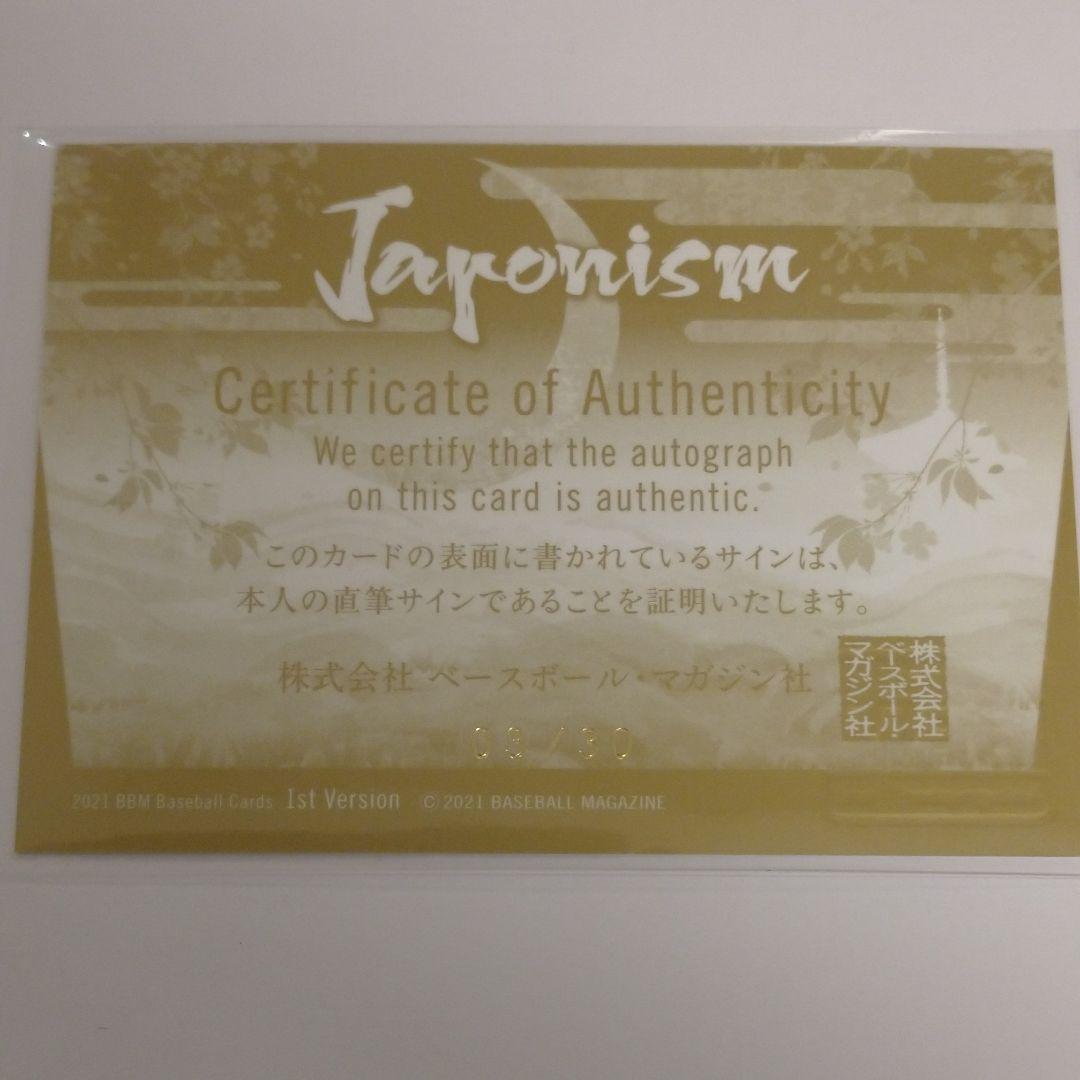 Japonism
Certificate of Authenticity
We certify that the autograph
on this card is authentic.
このカードの表面に書かれているサインは、
本人の直筆サインであることを証明いたします。
株式会社 ベースボール・マガジン社
株式会社
ベースボール・
マガジン社
09/30
2021 BBM Baseball Cards 1st Version © 2021 BASEBALL MAGAZINE